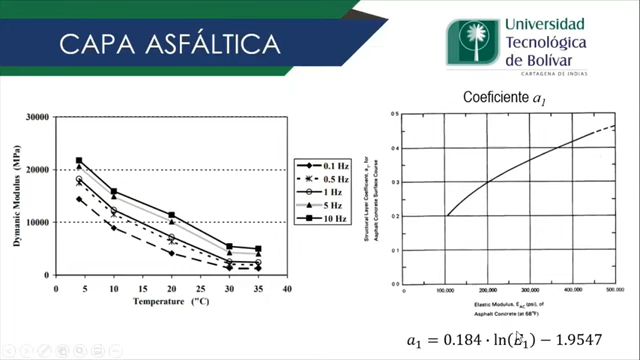 CAPA ASFÁLTICA
Universidad
Tecnológica
de Bolívar
CARTAGENA DE INDIAS
Coeficiente a1
30000
20000
10000
0
Dynamic Modulus (MPa)
0 5 10 15 20 25 30 35 40
Temperature (°C)
0.1 Hz
0.5 Hz
1 Hz
5 Hz
10 Hz
0.5
0.4
0.3
0.2
0.1
0
Structural Layer Coefficient, a1, for
Asphalt Concrete Surface Course
0 100,000 200,000 300,000 400,000 500,000
Elastic Modulus, EAC (psi), of
Asphalt Concrete (at 68°F)
a₁ = 0.184 · ln(E₁) − 1.9547